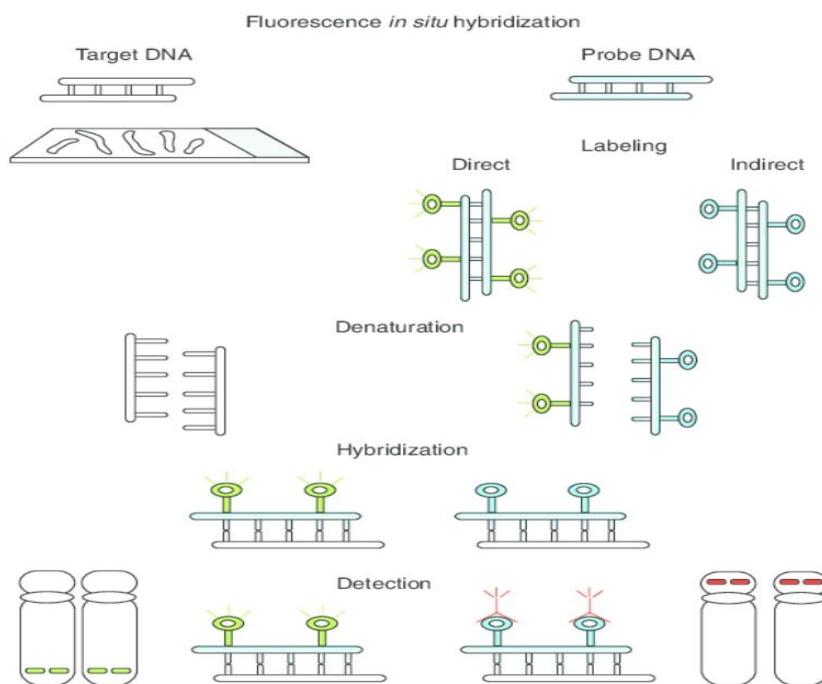 Fluorescence in situ hybridization
Target DNA
Probe DNA
Labeling
Direct
Indirect
Denaturation
Hybridization
Detection